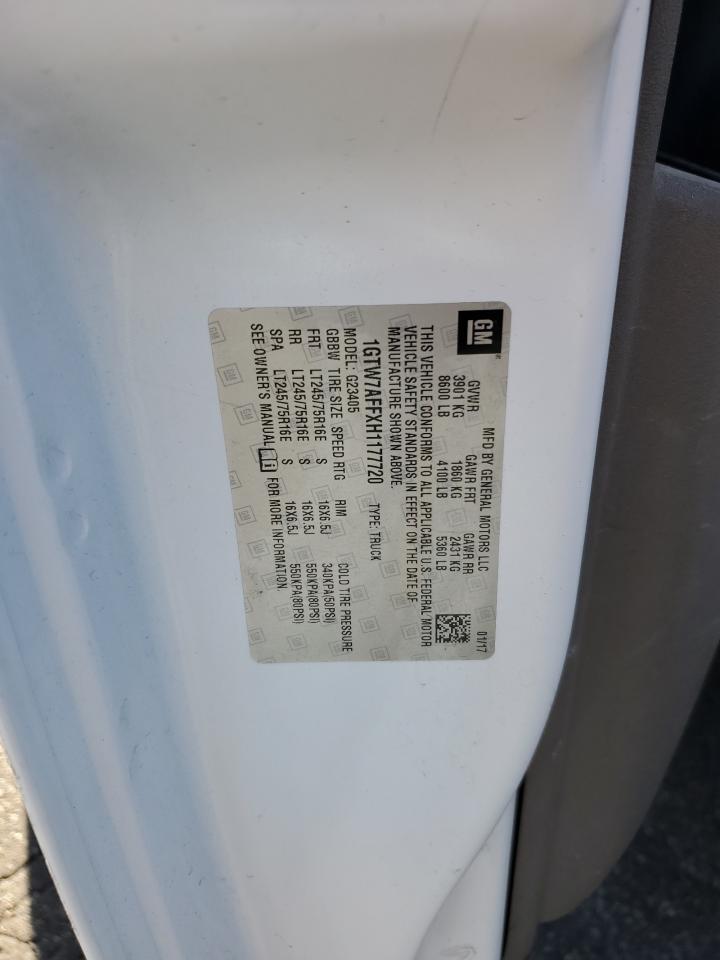 GM
MFD BY GENERAL MOTORS LLC 01/17
GVWR GAWR FRT GAWR RR
3901 KG 1860 KG 2431 KG
8600 LB 4100 LB 5360 LB
THIS VEHICLE CONFORMS TO ALL APPLICABLE U.S. FEDERAL MOTOR
VEHICLE SAFETY STANDARDS IN EFFECT ON THE DATE OF
MANUFACTURE SHOWN ABOVE.
1GTW7AFFXH1177720 TYPE: TRUCK
MODEL: G23405
GBBW TIRE SIZE SPEED RTG RIM COLD TIRE PRESSURE
FRT LT245/75R16E S 16X6.5J 340KPA(50PSI)
RR LT245/75R16E S 16X6.5J 550KPA(80PSI)
SPA LT245/75R16E S 16X6.5J 550KPA(80PSI)
SEE OWNER'S MANUAL i FOR MORE INFORMATION.